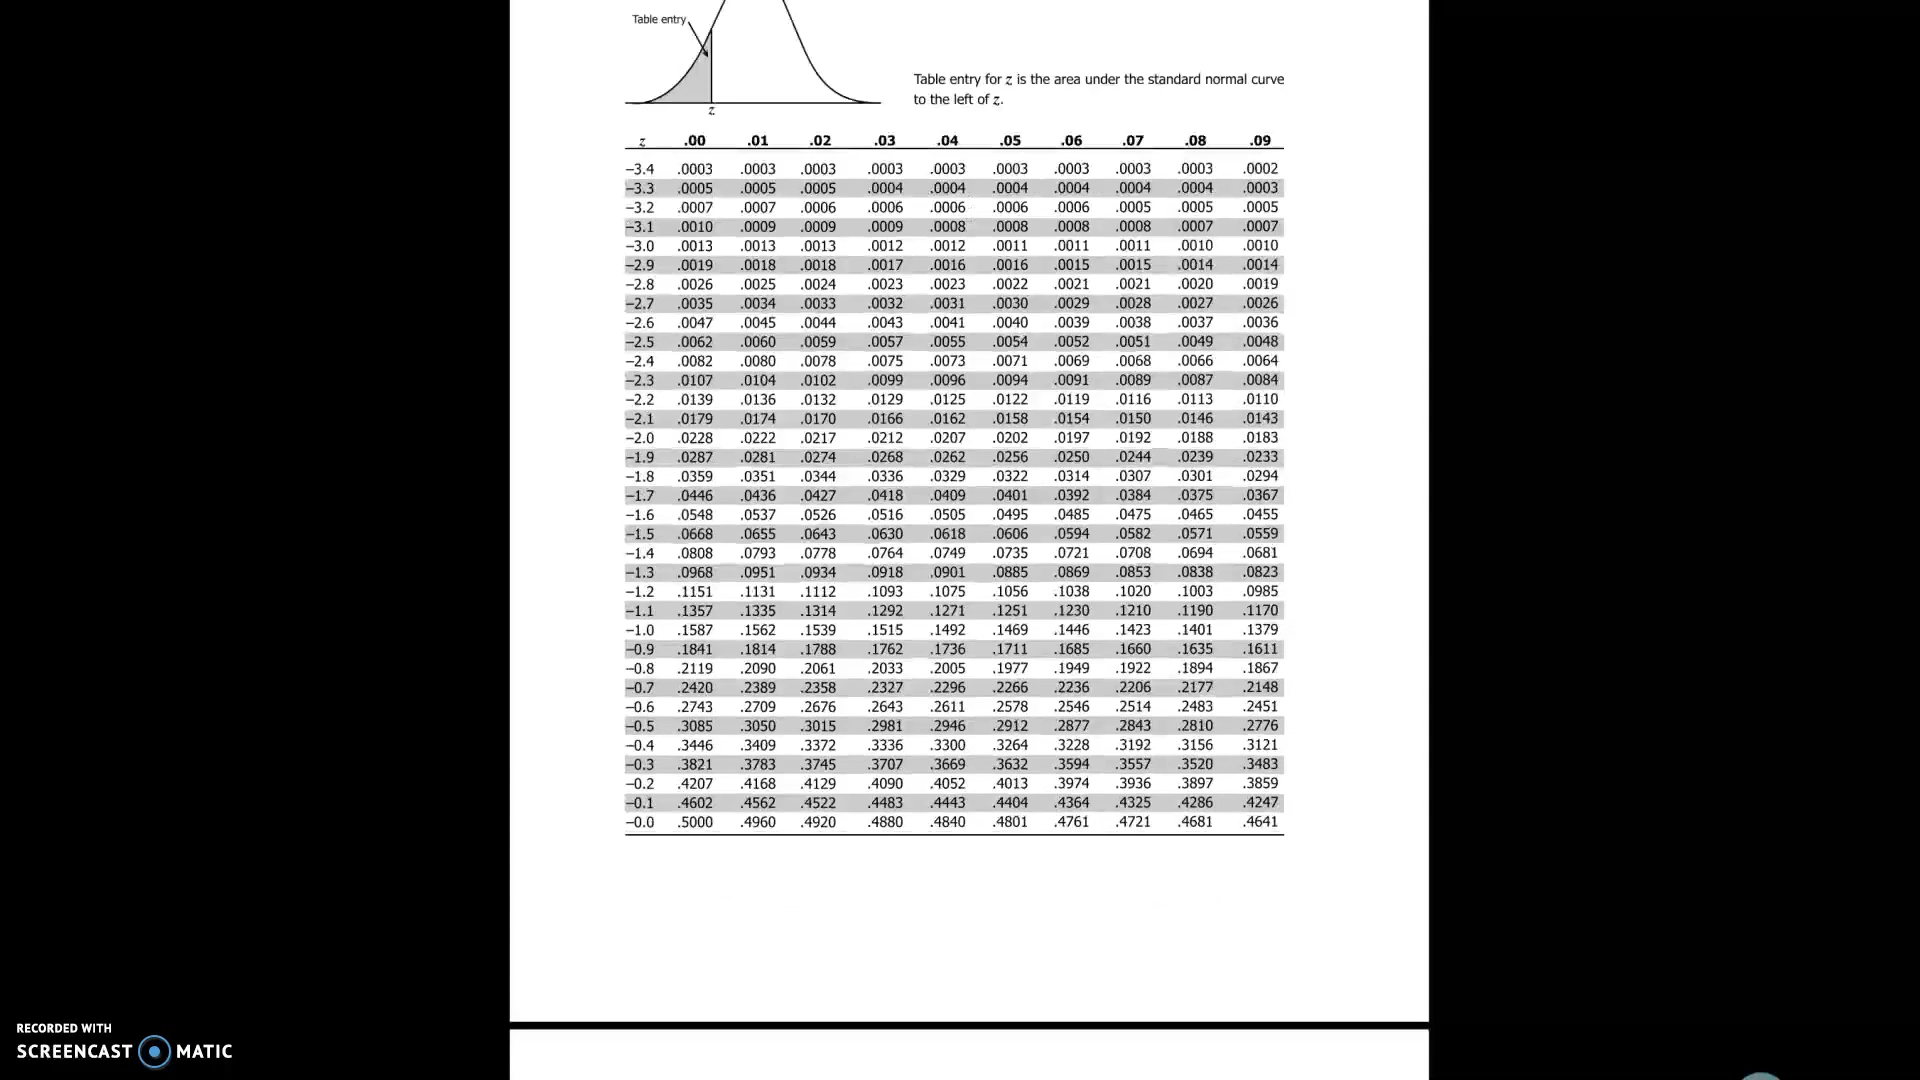 Table entry
Table entry for z is the area under the standard normal curve
to the left of z.
z
z .00 .01 .02 .03 .04 .05 .06 .07 .08 .09
−3.4 .0003 .0003 .0003 .0003 .0003 .0003 .0003 .0003 .0003 .0002
−3.3 .0005 .0005 .0005 .0004 .0004 .0004 .0004 .0004 .0004 .0003
−3.2 .0007 .0007 .0006 .0006 .0006 .0006 .0006 .0005 .0005 .0005
−3.1 .0010 .0009 .0009 .0009 .0008 .0008 .0008 .0008 .0007 .0007
−3.0 .0013 .0013 .0013 .0012 .0012 .0011 .0011 .0011 .0010 .0010
−2.9 .0019 .0018 .0018 .0017 .0016 .0016 .0015 .0015 .0014 .0014
−2.8 .0026 .0025 .0024 .0023 .0023 .0022 .0021 .0021 .0020 .0019
−2.7 .0035 .0034 .0033 .0032 .0031 .0030 .0029 .0028 .0027 .0026
−2.6 .0047 .0045 .0044 .0043 .0041 .0040 .0039 .0038 .0037 .0036
−2.5 .0062 .0060 .0059 .0057 .0055 .0054 .0052 .0051 .0049 .0048
−2.4 .0082 .0080 .0078 .0075 .0073 .0071 .0069 .0068 .0066 .0064
−2.3 .0107 .0104 .0102 .0099 .0096 .0094 .0091 .0089 .0087 .0084
−2.2 .0139 .0136 .0132 .0129 .0125 .0122 .0119 .0116 .0113 .0110
−2.1 .0179 .0174 .0170 .0166 .0162 .0158 .0154 .0150 .0146 .0143
−2.0 .0228 .0222 .0217 .0212 .0207 .0202 .0197 .0192 .0188 .0183
−1.9 .0287 .0281 .0274 .0268 .0262 .0256 .0250 .0244 .0239 .0233
−1.8 .0359 .0351 .0344 .0336 .0329 .0322 .0314 .0307 .0301 .0294
−1.7 .0446 .0436 .0427 .0418 .0409 .0401 .0392 .0384 .0375 .0367
−1.6 .0548 .0537 .0526 .0516 .0505 .0495 .0485 .0475 .0465 .0455
−1.5 .0668 .0655 .0643 .0630 .0618 .0606 .0594 .0582 .0571 .0559
−1.4 .0808 .0793 .0778 .0764 .0749 .0735 .0721 .0708 .0694 .0681
−1.3 .0968 .0951 .0934 .0918 .0901 .0885 .0869 .0853 .0838 .0823
−1.2 .1151 .1131 .1112 .1093 .1075 .1056 .1038 .1020 .1003 .0985
−1.1 .1357 .1335 .1314 .1292 .1271 .1251 .1230 .1210 .1190 .1170
−1.0 .1587 .1562 .1539 .1515 .1492 .1469 .1446 .1423 .1401 .1379
−0.9 .1841 .1814 .1788 .1762 .1736 .1711 .1685 .1660 .1635 .1611
−0.8 .2119 .2090 .2061 .2033 .2005 .1977 .1949 .1922 .1894 .1867
−0.7 .2420 .2389 .2358 .2327 .2296 .2266 .2236 .2206 .2177 .2148
−0.6 .2743 .2709 .2676 .2643 .2611 .2578 .2546 .2514 .2483 .2451
−0.5 .3085 .3050 .3015 .2981 .2946 .2912 .2877 .2843 .2810 .2776
−0.4 .3446 .3409 .3372 .3336 .3300 .3264 .3228 .3192 .3156 .3121
−0.3 .3821 .3783 .3745 .3707 .3669 .3632 .3594 .3557 .3520 .3483
−0.2 .4207 .4168 .4129 .4090 .4052 .4013 .3974 .3936 .3897 .3859
−0.1 .4602 .4562 .4522 .4483 .4443 .4404 .4364 .4325 .4286 .4247
−0.0 .5000 .4960 .4920 .4880 .4840 .4801 .4761 .4721 .4681 .4641
RECORDED WITH
SCREENCAST MATIC